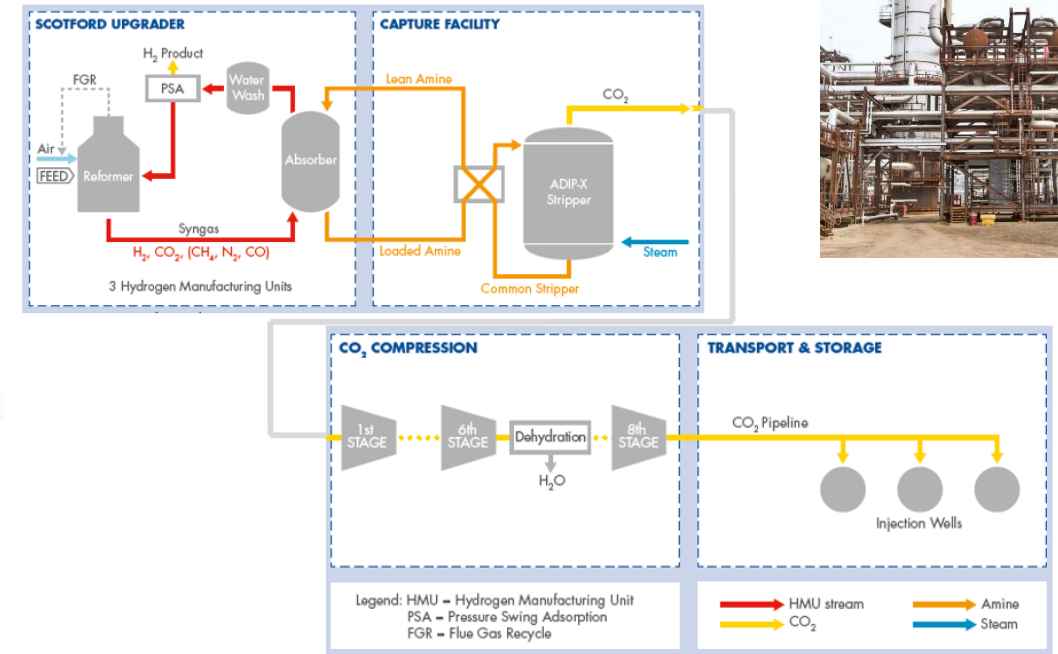 SCOTFORD UPGRADER
H₂ Product
FGR
PSA
Water
Wash
Air
FEED
Reformer
Absorber
Syngas
H₂, CO₂, (CH₄, N₂, CO)
3 Hydrogen Manufacturing Units
CAPTURE FACILITY
Lean Amine
CO₂
ADIP-X
Stripper
Loaded Amine
Steam
Common Stripper
CO₂ COMPRESSION
1st
STAGE
6th
STAGE
Dehydration
8th
STAGE
H₂O
TRANSPORT & STORAGE
CO₂ Pipeline
Injection Wells
Legend: HMU = Hydrogen Manufacturing Unit
PSA = Pressure Swing Adsorption
FGR = Flue Gas Recycle
HMU stream
Amine
CO₂
Steam